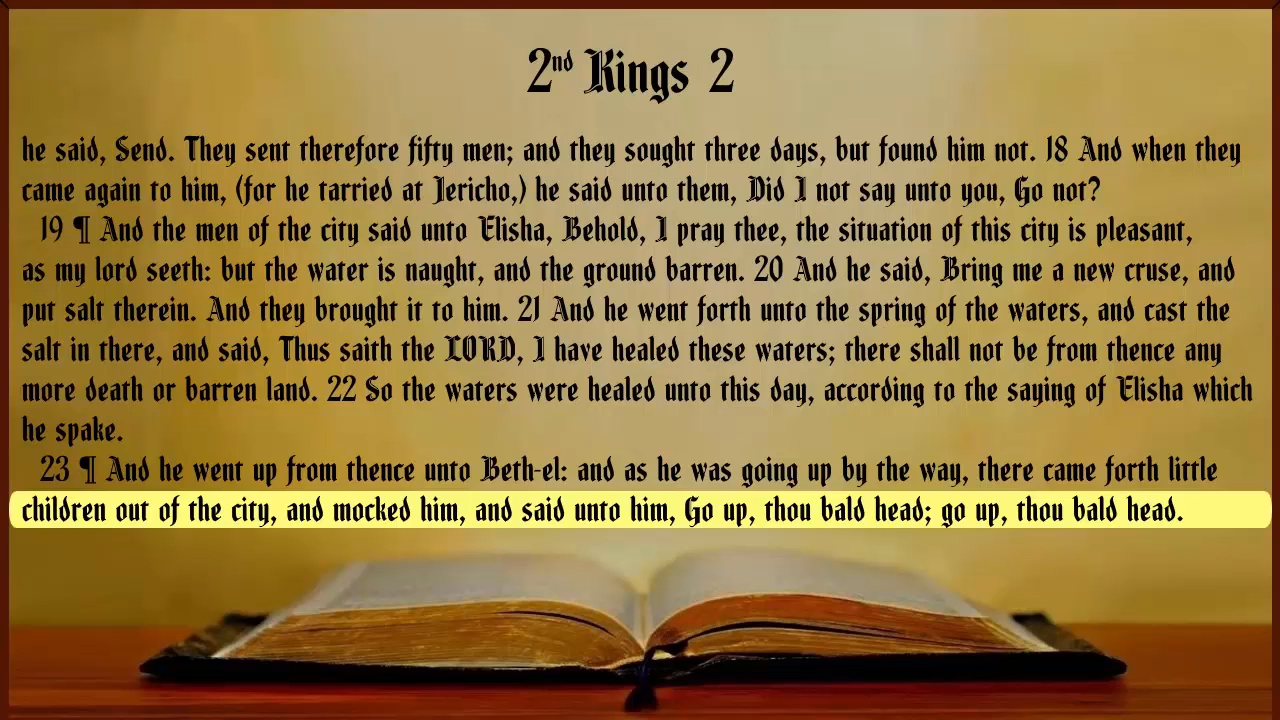 2nd Kings 2
he said, Send. They sent therefore fifty men; and they sought three days, but found him not. 18 And when they
came again to him, (for he tarried at Jericho,) he said unto them, Did I not say unto you, Go not?
19 ¶ And the men of the city said unto Elisha, Behold, I pray thee, the situation of this city is pleasant,
as my lord seeth: but the water is naught, and the ground barren. 20 And he said, Bring me a new cruse, and
put salt therein. And they brought it to him. 21 And he went forth unto the spring of the waters, and cast the
salt in there, and said, Thus saith the LORD, I have healed these waters; there shall not be from thence any
more death or barren land. 22 So the waters were healed unto this day, according to the saying of Elisha which
he spake.
23 ¶ And he went up from thence unto Beth-el: and as he was going up by the way, there came forth little
children out of the city, and mocked him, and said unto him, Go up, thou bald head; go up, thou bald head.